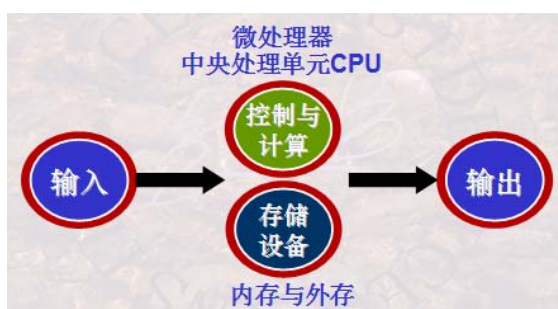 微处理器
中央处理单元CPU
控制与
计算
输入
输出
存储
设备
内存与外存